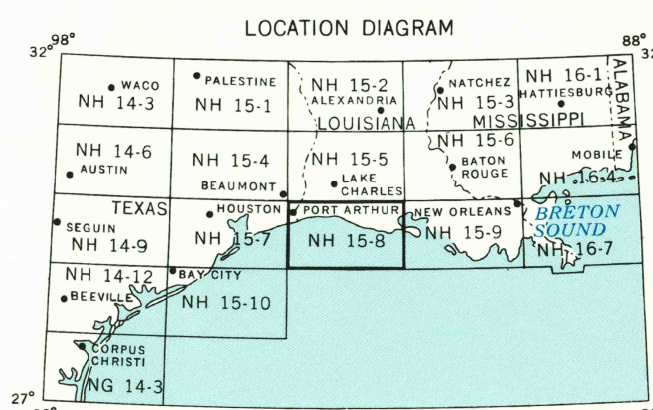 LOCATION DIAGRAM
98°
32°
88°
32°
WACO
NH 14-3
PALESTINE
NH 15-1
NH 15-2
ALEXANDRIA
LOUISIANA
NATCHEZ
NH 15-3
MISSISSIPPI
NH 16-1
HATTIESBURG
ALABAMA
NH 14-6
AUSTIN
NH 15-4
BEAUMONT
NH 15-5
LAKE
CHARLES
NH 15-6
BATON
ROUGE
MOBILE
NH 16-4
TEXAS
SEGUIN
NH 14-9
HOUSTON
NH 15-7
PORT ARTHUR
NH 15-8
NEW ORLEANS
NH 15-9
BRETON
SOUND
NH 16-7
NH 14-12
BEEVILLE
BAY CITY
NH 15-10
CORPUS
CHRISTI
NG 14-3
27°